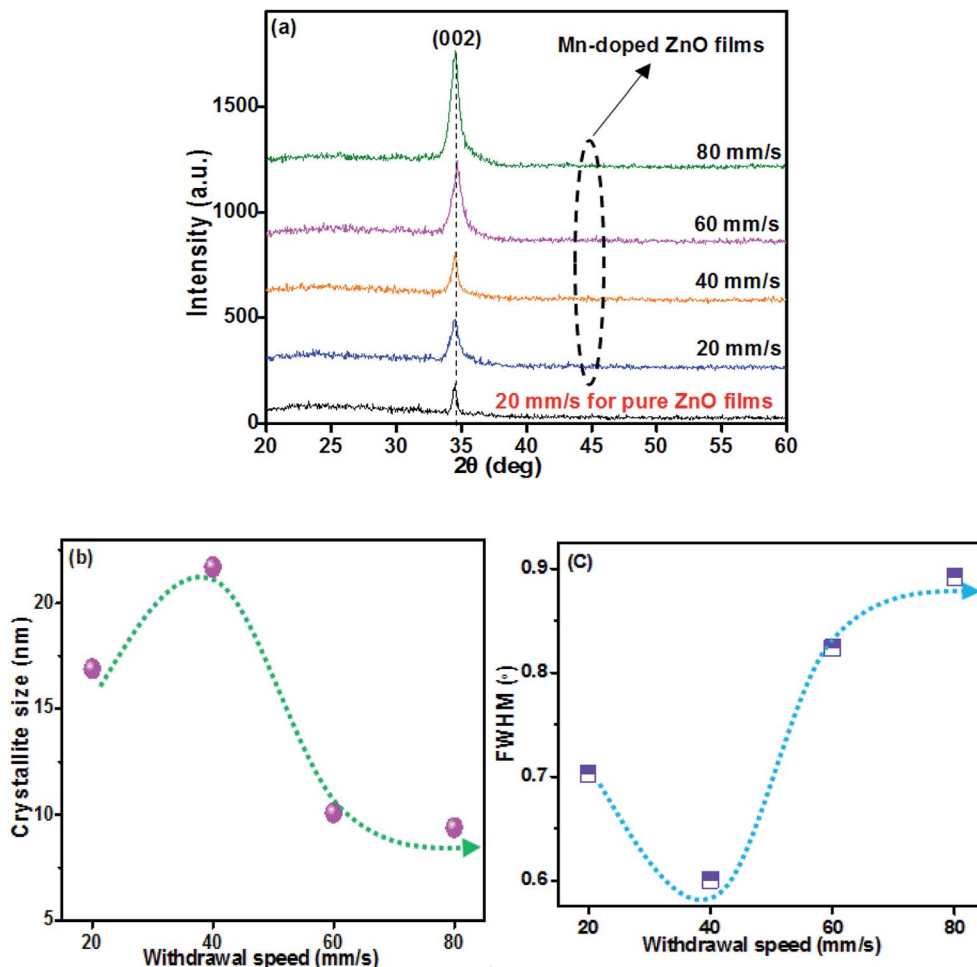 (a)
(002)
Mn-doped ZnO films
1500
80 mm/s
1000
60 mm/s
40 mm/s
500
20 mm/s
20 mm/s for pure ZnO films
0
Intensity (a.u.)
20 25 30 35 40 45 50 55 60
2θ (deg)
(b)
20
15
10
5
Crystallite size (nm)
20 40 60 80
Withdrawal speed (mm/s)
(C)
0.9
0.8
0.7
0.6
FWHM (º)
20 40 60 80
Withdrawal speed (mm/s)